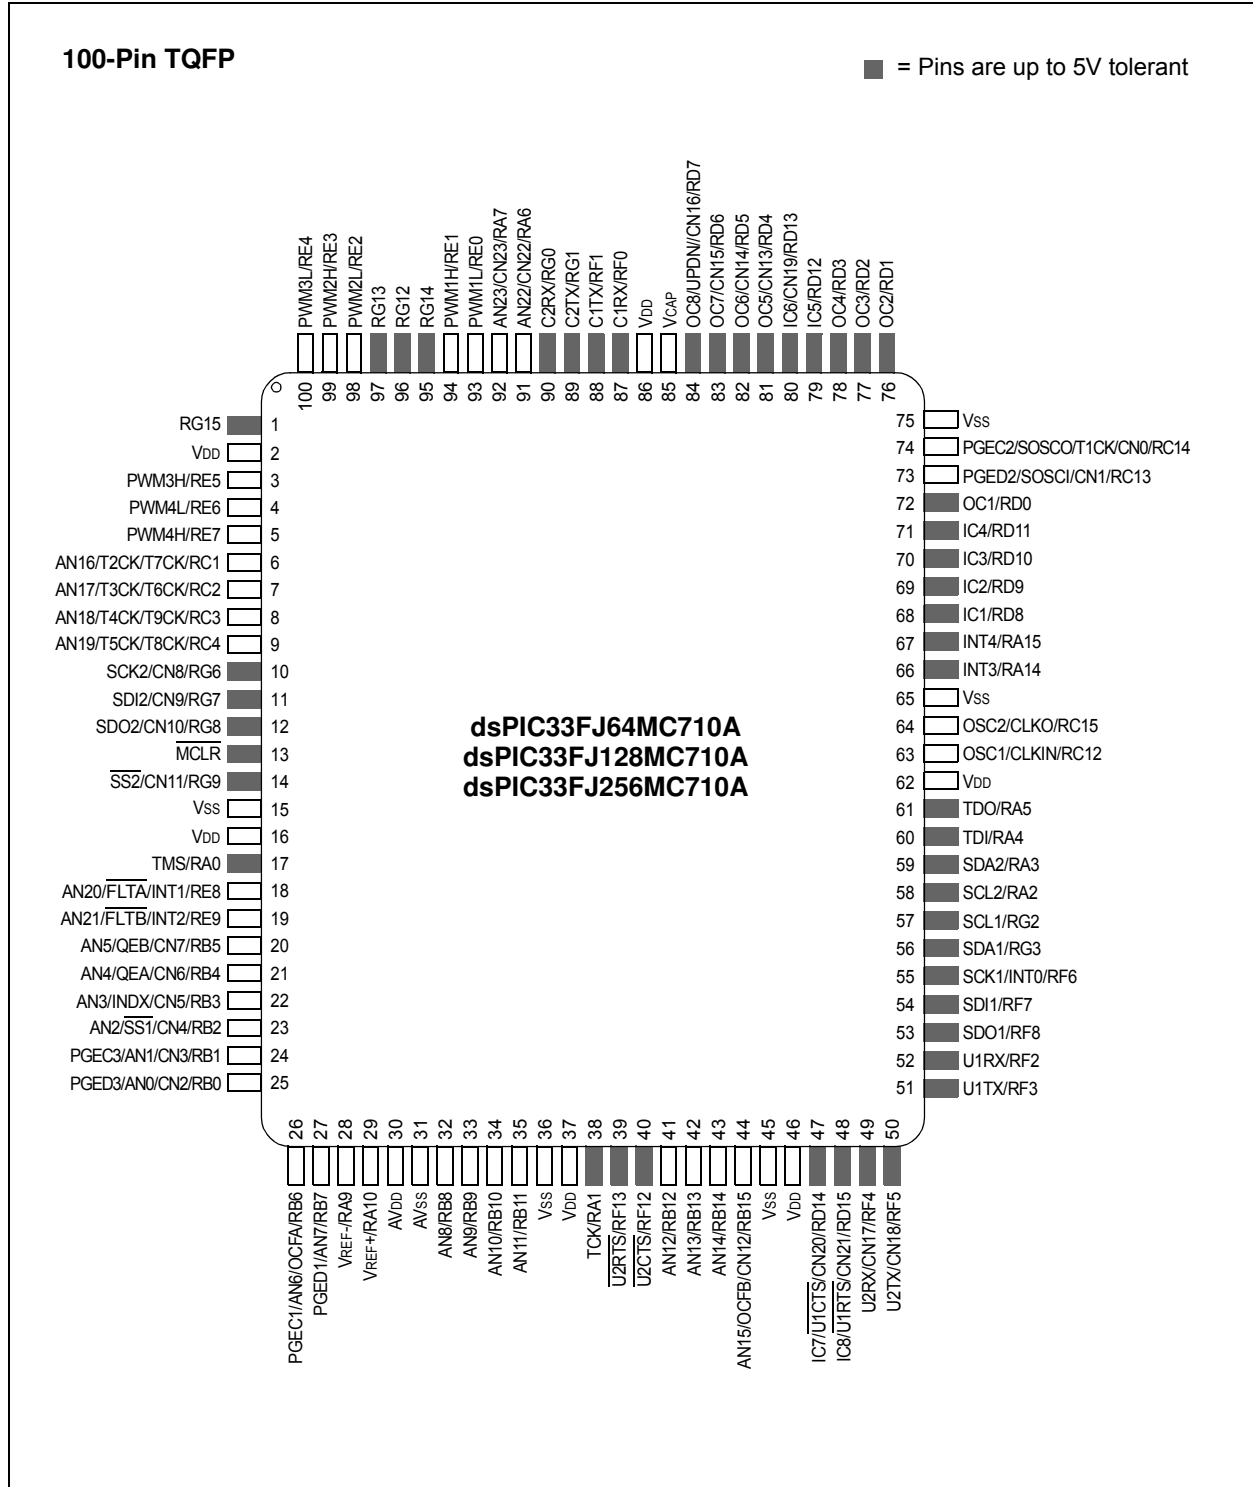 100-Pin TQFP
= Pins are up to 5V tolerant
100 PWM3L/RE4
99 PWM2H/RE3
98 PWM2L/RE2
97 RG13
96 RG12
95 RG14
94 PWM1H/RE1
93 PWM1L/RE0
92 AN23/CN23/RA7
91 AN22/CN22/RA6
90 C2RX/RG0
89 C2TX/RG1
88 C1TX/RF1
87 C1RX/RF0
86 VDD
85 VCAP
84 OC8/UPDN//CN16/RD7
83 OC7/CN15/RD6
82 OC6/CN14/RD5
81 OC5/CN13/RD4
80 IC6/CN19/RD13
79 IC5/RD12
78 OC4/RD3
77 OC3/RD2
76 OC2/RD1
RG15 1
VDD 2
PWM3H/RE5 3
PWM4L/RE6 4
PWM4H/RE7 5
AN16/T2CK/T7CK/RC1 6
AN17/T3CK/T6CK/RC2 7
AN18/T4CK/T9CK/RC3 8
AN19/T5CK/T8CK/RC4 9
SCK2/CN8/RG6 10
SDI2/CN9/RG7 11
SDO2/CN10/RG8 12
MCLR 13
SS2/CN11/RG9 14
VSS 15
VDD 16
TMS/RA0 17
AN20/FLTA/INT1/RE8 18
AN21/FLTB/INT2/RE9 19
AN5/QEB/CN7/RB5 20
AN4/QEA/CN6/RB4 21
AN3/INDX/CN5/RB3 22
AN2/SS1/CN4/RB2 23
PGEC3/AN1/CN3/RB1 24
PGED3/AN0/CN2/RB0 25
dsPIC33FJ64MC710A
dsPIC33FJ128MC710A
dsPIC33FJ256MC710A
75 VSS
74 PGEC2/SOSCO/T1CK/CN0/RC14
73 PGED2/SOSCI/CN1/RC13
72 OC1/RD0
71 IC4/RD11
70 IC3/RD10
69 IC2/RD9
68 IC1/RD8
67 INT4/RA15
66 INT3/RA14
65 VSS
64 OSC2/CLKO/RC15
63 OSC1/CLKIN/RC12
62 VDD
61 TDO/RA5
60 TDI/RA4
59 SDA2/RA3
58 SCL2/RA2
57 SCL1/RG2
56 SDA1/RG3
55 SCK1/INT0/RF6
54 SDI1/RF7
53 SDO1/RF8
52 U1RX/RF2
51 U1TX/RF3
26 PGEC1/AN6/OCFA/RB6
27 PGED1/AN7/RB7
28 VREF-/RA9
29 VREF+/RA10
30 AVDD
31 AVSS
32 AN8/RB8
33 AN9/RB9
34 AN10/RB10
35 AN11/RB11
36 VSS
37 VDD
38 TCK/RA1
39 U2RTS/RF13
40 U2CTS/RF12
41 AN12/RB12
42 AN13/RB13
43 AN14/RB14
44 AN15/OCFB/CN12/RB15
45 VSS
46 VDD
47 IC7/U1CTS/CN20/RD14
48 IC8/U1RTS/CN21/RD15
49 U2RX/CN17/RF4
50 U2TX/CN18/RF5